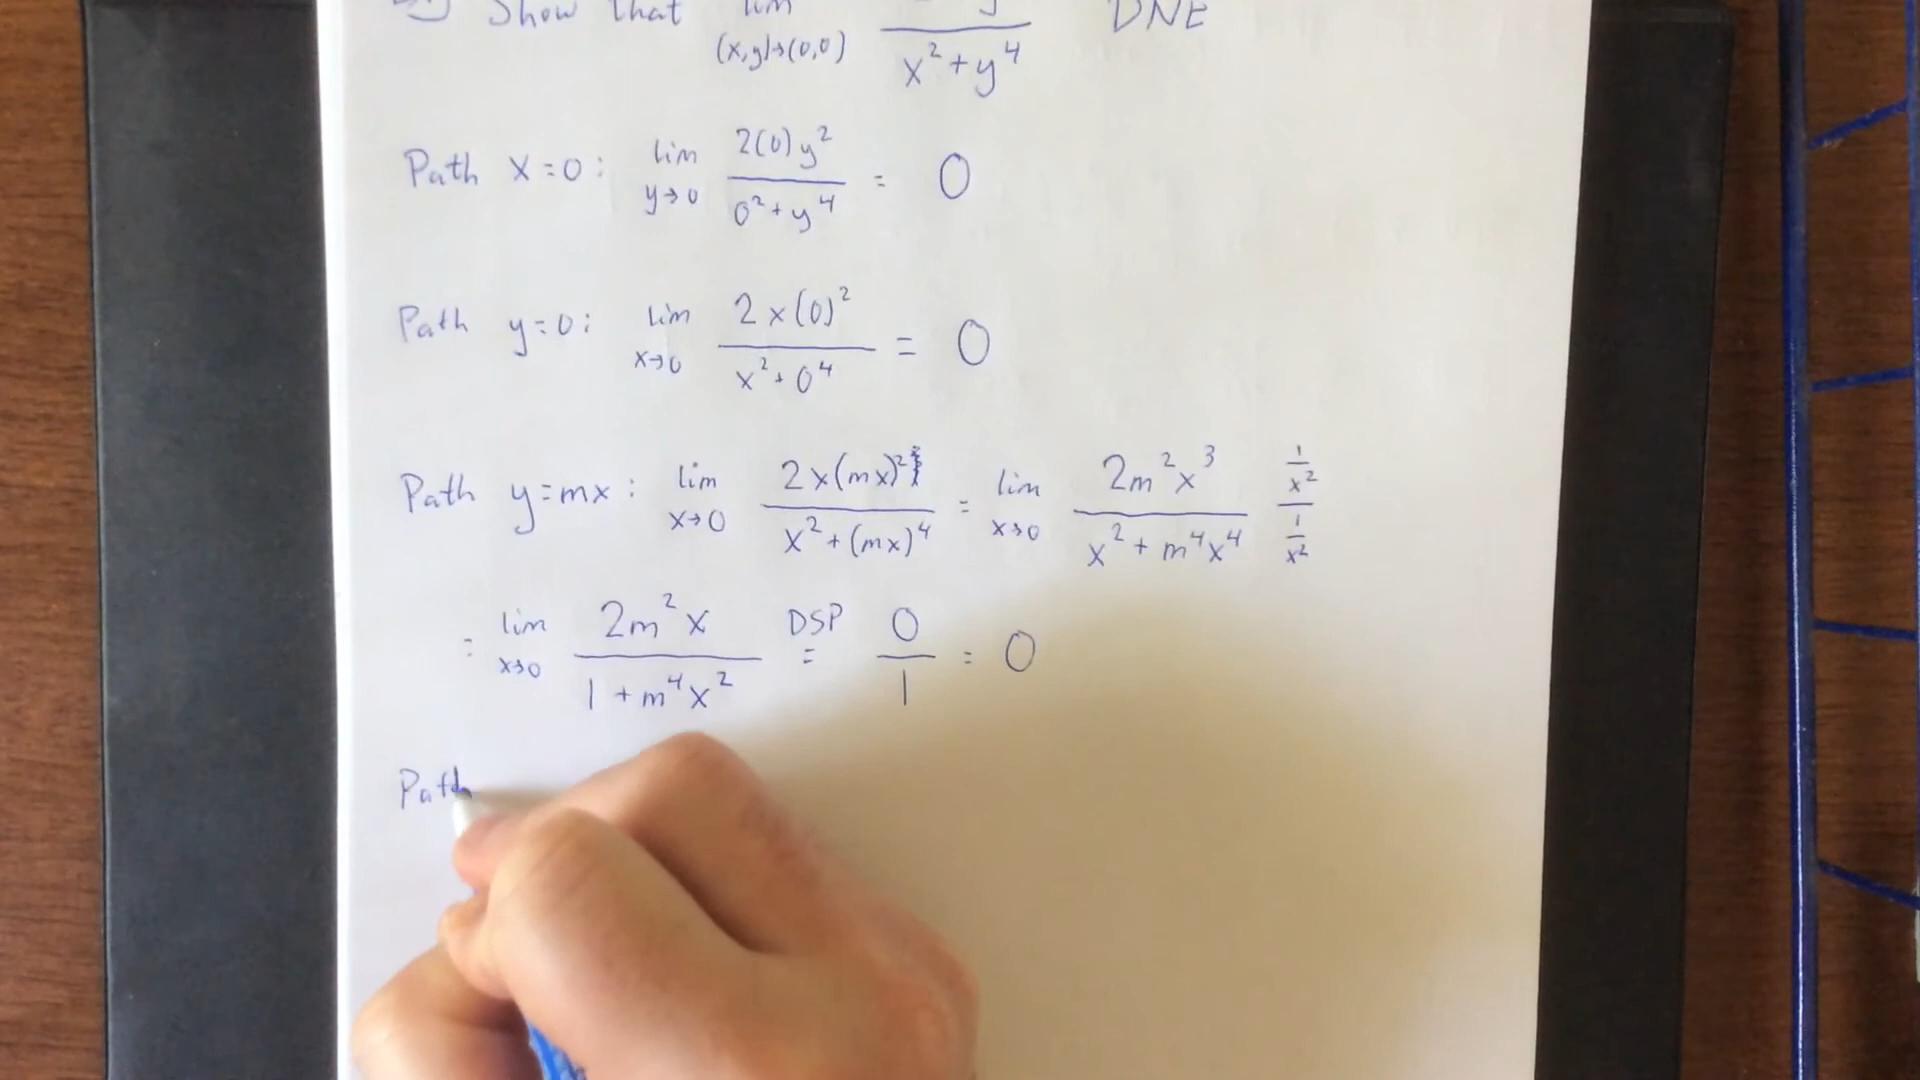 Show that lim DNE
(x,y)→(0,0) x²+y⁴
Path x=0: lim y→0 2(0)y² / 0²+y⁴ = 0
Path y=0: lim x→0 2x(0)² / x²+0⁴ = 0
Path y=mx: lim x→0 2x(mx)² / x²+(mx)⁴ = lim x→0 2m²x³ / x²+m⁴x⁴ 1/x² / 1/x²
= lim x→0 2m²x / 1+m⁴x² DSP = 0/1 = 0
Path